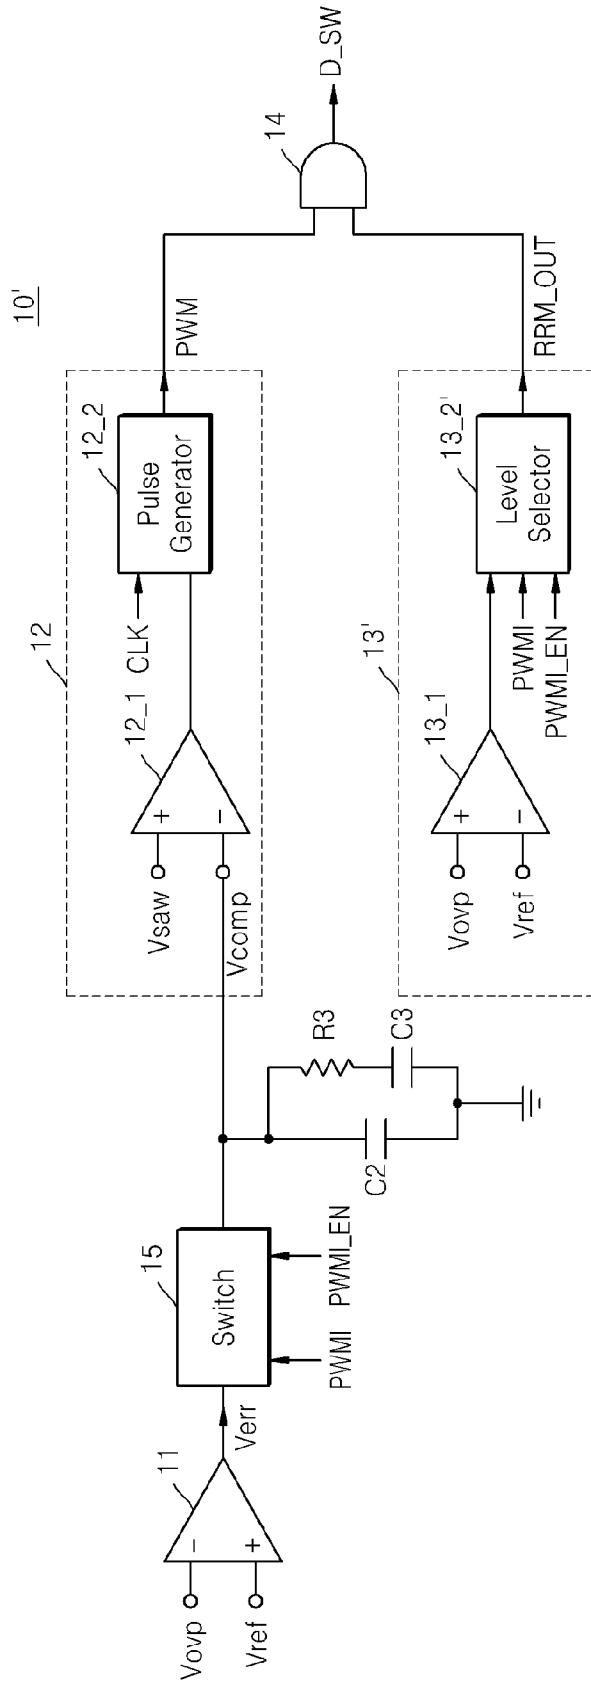 10'
11
Vovp
Vref
-
+
Verr
15
Switch
PWMI
PWMI_EN
C2
R3
C3
12
12_1
Vsaw
Vcomp
+
-
CLK
12_2
Pulse
Generator
PWM
13'
13_1
Vovp
Vref
+
-
PWMI
PWMI_EN
13_2'
Level
Selector
RRM_OUT
14
D_SW